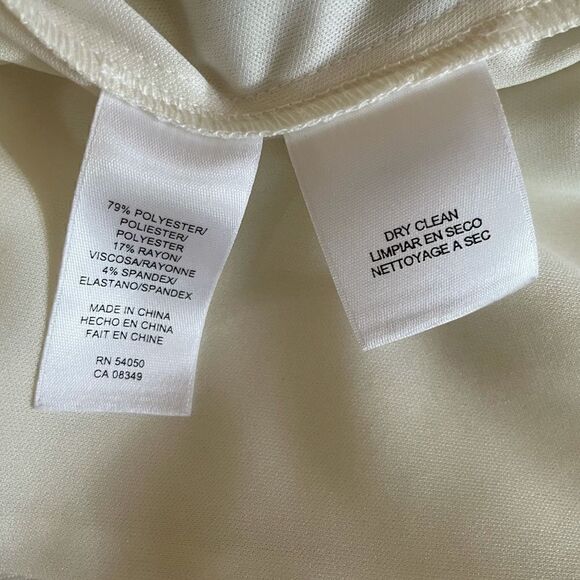 79% POLYESTER/
POLIESTER/
POLYESTER
17% RAYON/
VISCOSA/RAYONNE
4% SPANDEX/
ELASTANO/SPANDEX
MADE IN CHINA
HECHO EN CHINA
FAIT EN CHINE
RN 54050
CA 08349
DRY CLEAN
LIMPIAR EN SECO
NETTOYAGE A SEC